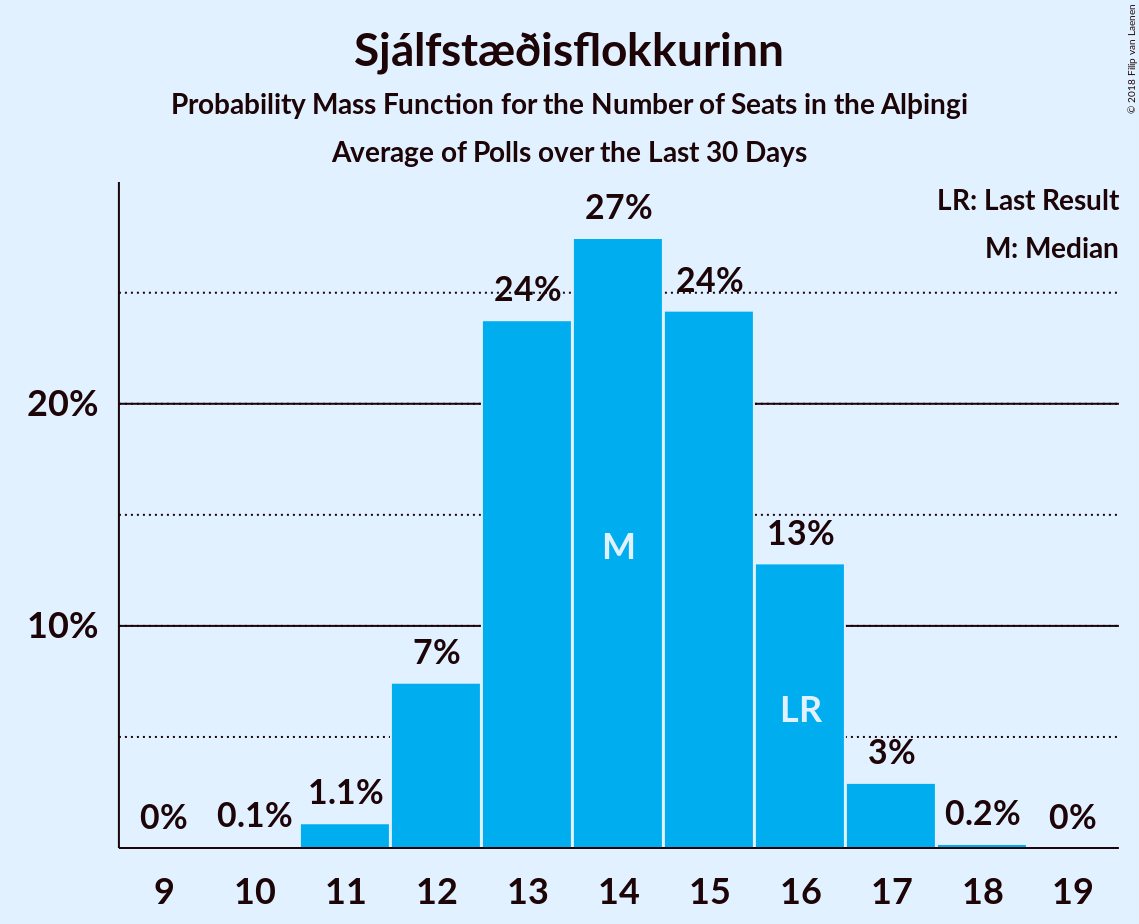 Sjálfstæðisflokkurinn
Probability Mass Function for the Number of Seats in the Alþingi
Average of Polls over the Last 30 Days
© 2018 Filip van Laenen
LR: Last Result
M: Median
27%
24%
24%
20%
13%
M
10%
7%
LR
3%
1.1%
0%
0.1%
0.2%
0%
9 10 11 12 13 14 15 16 17 18 19